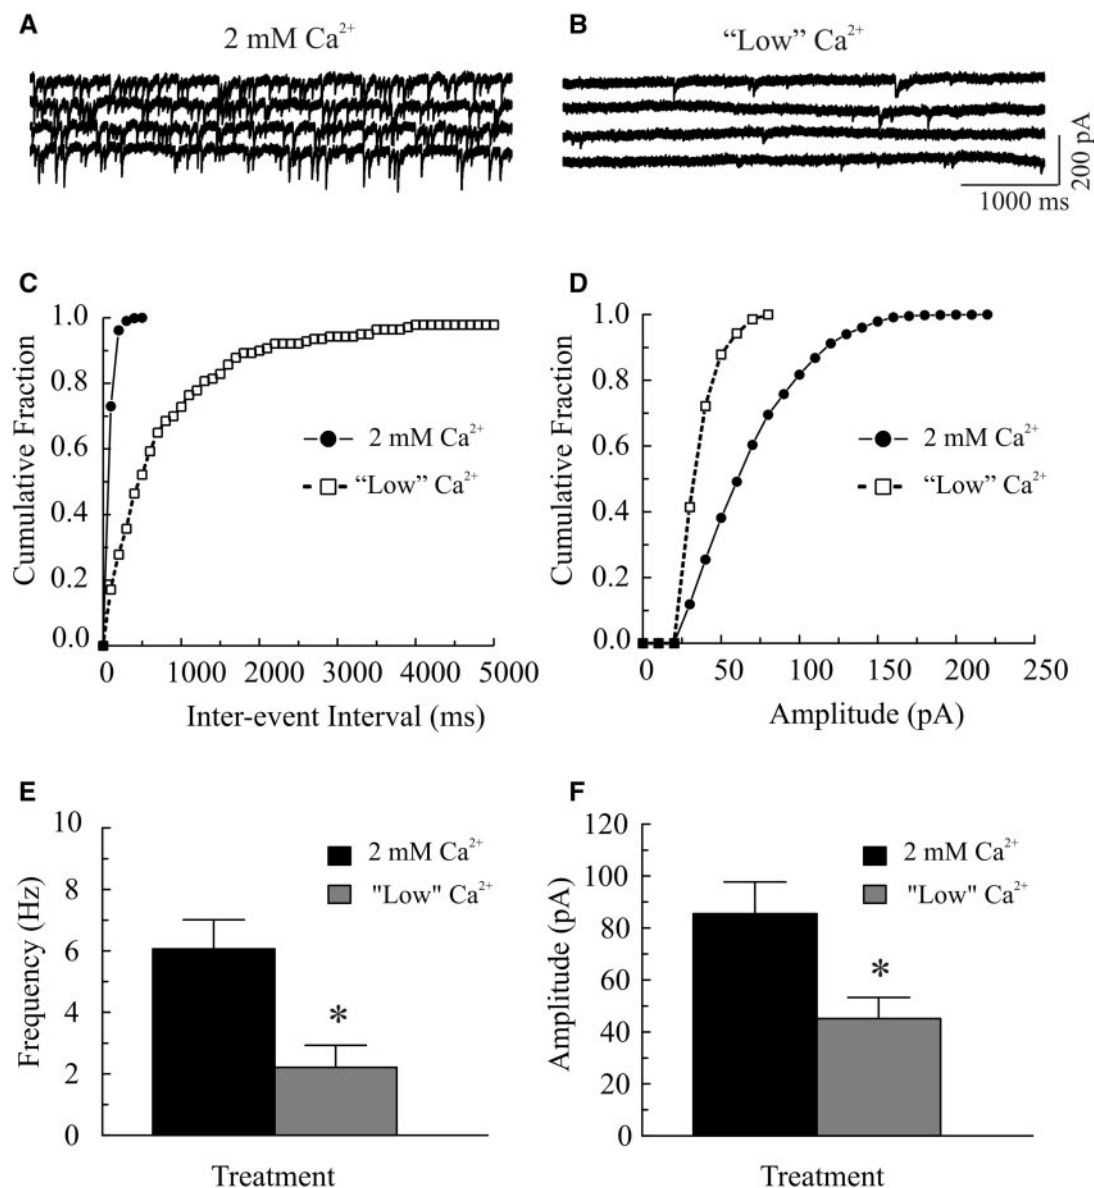 A
2 mM Ca²⁺
B
“Low” Ca²⁺
200 pA
1000 ms
C
1.0
0.8
0.6
0.4
0.2
0.0
Cumulative Fraction
2 mM Ca²⁺
“Low” Ca²⁺
0 1000 2000 3000 4000 5000
Inter-event Interval (ms)
D
1.0
0.8
0.6
0.4
0.2
0.0
Cumulative Fraction
2 mM Ca²⁺
“Low” Ca²⁺
0 50 100 150 200 250
Amplitude (pA)
E
10
8
6
4
2
0
Frequency (Hz)
2 mM Ca²⁺
"Low" Ca²⁺
*
Treatment
F
120
100
80
60
40
20
0
Amplitude (pA)
2 mM Ca²⁺
"Low" Ca²⁺
*
Treatment